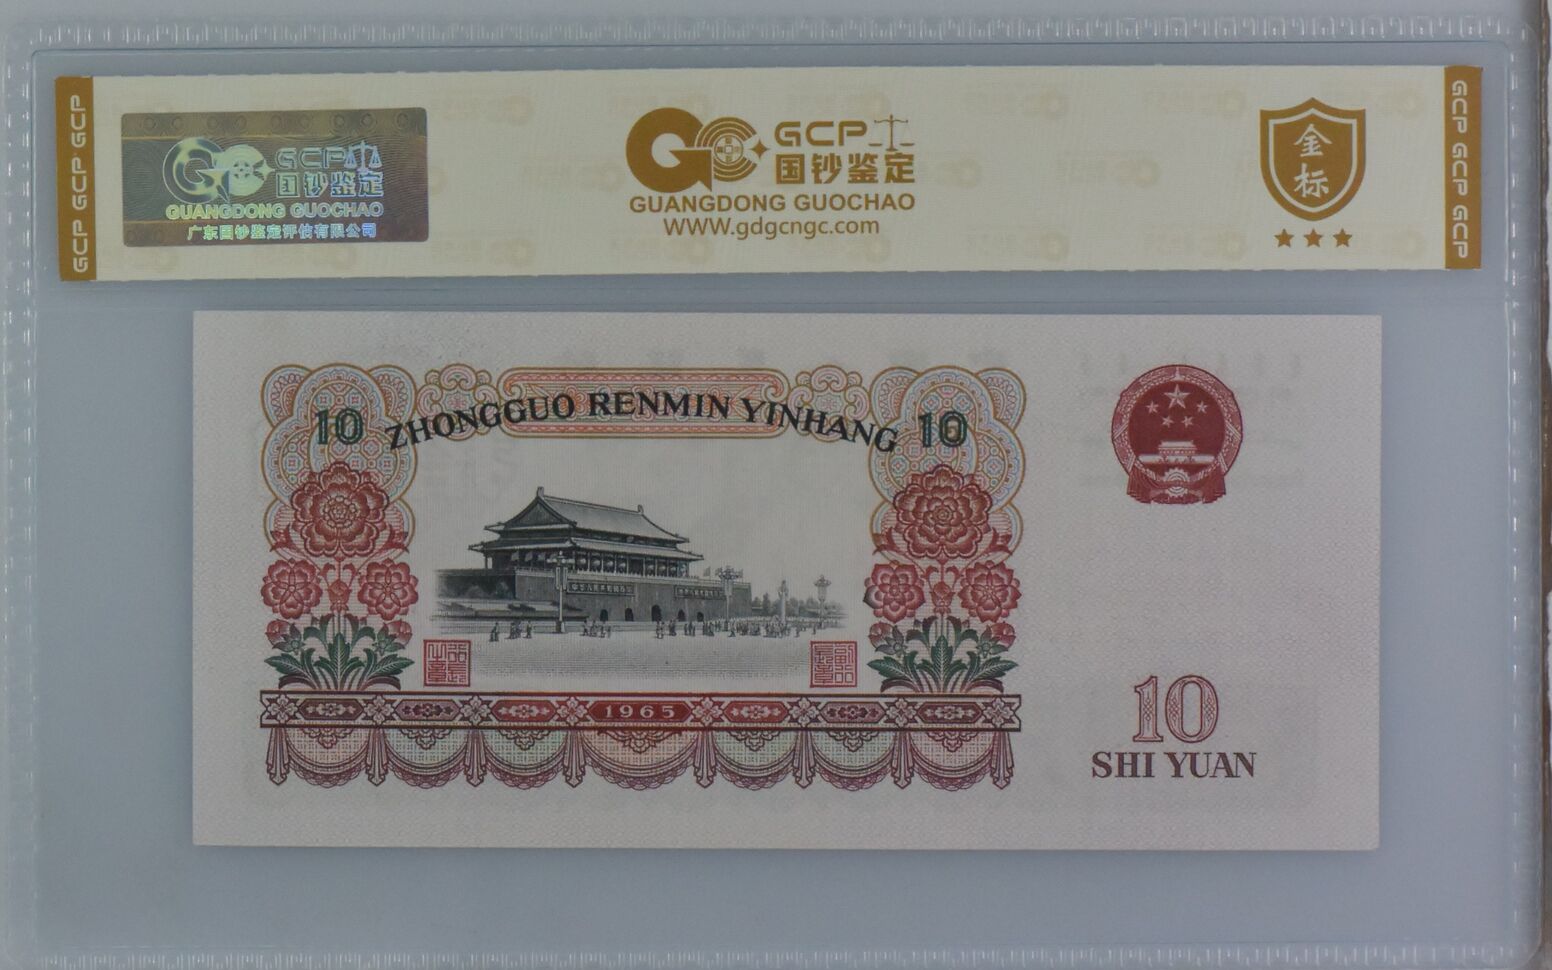 GCP GCP GCP
GCP
国钞鉴定
GUANGDONG GUOCHAO
广东国钞鉴定评估有限公司
GCP
国钞鉴定
GUANGDONG GUOCHAO
WWW.gdgcngc.com
金标
GCP GCP GCP
10
ZHONGGUO RENMIN YINHANG
10
1965
10
SHI YUAN